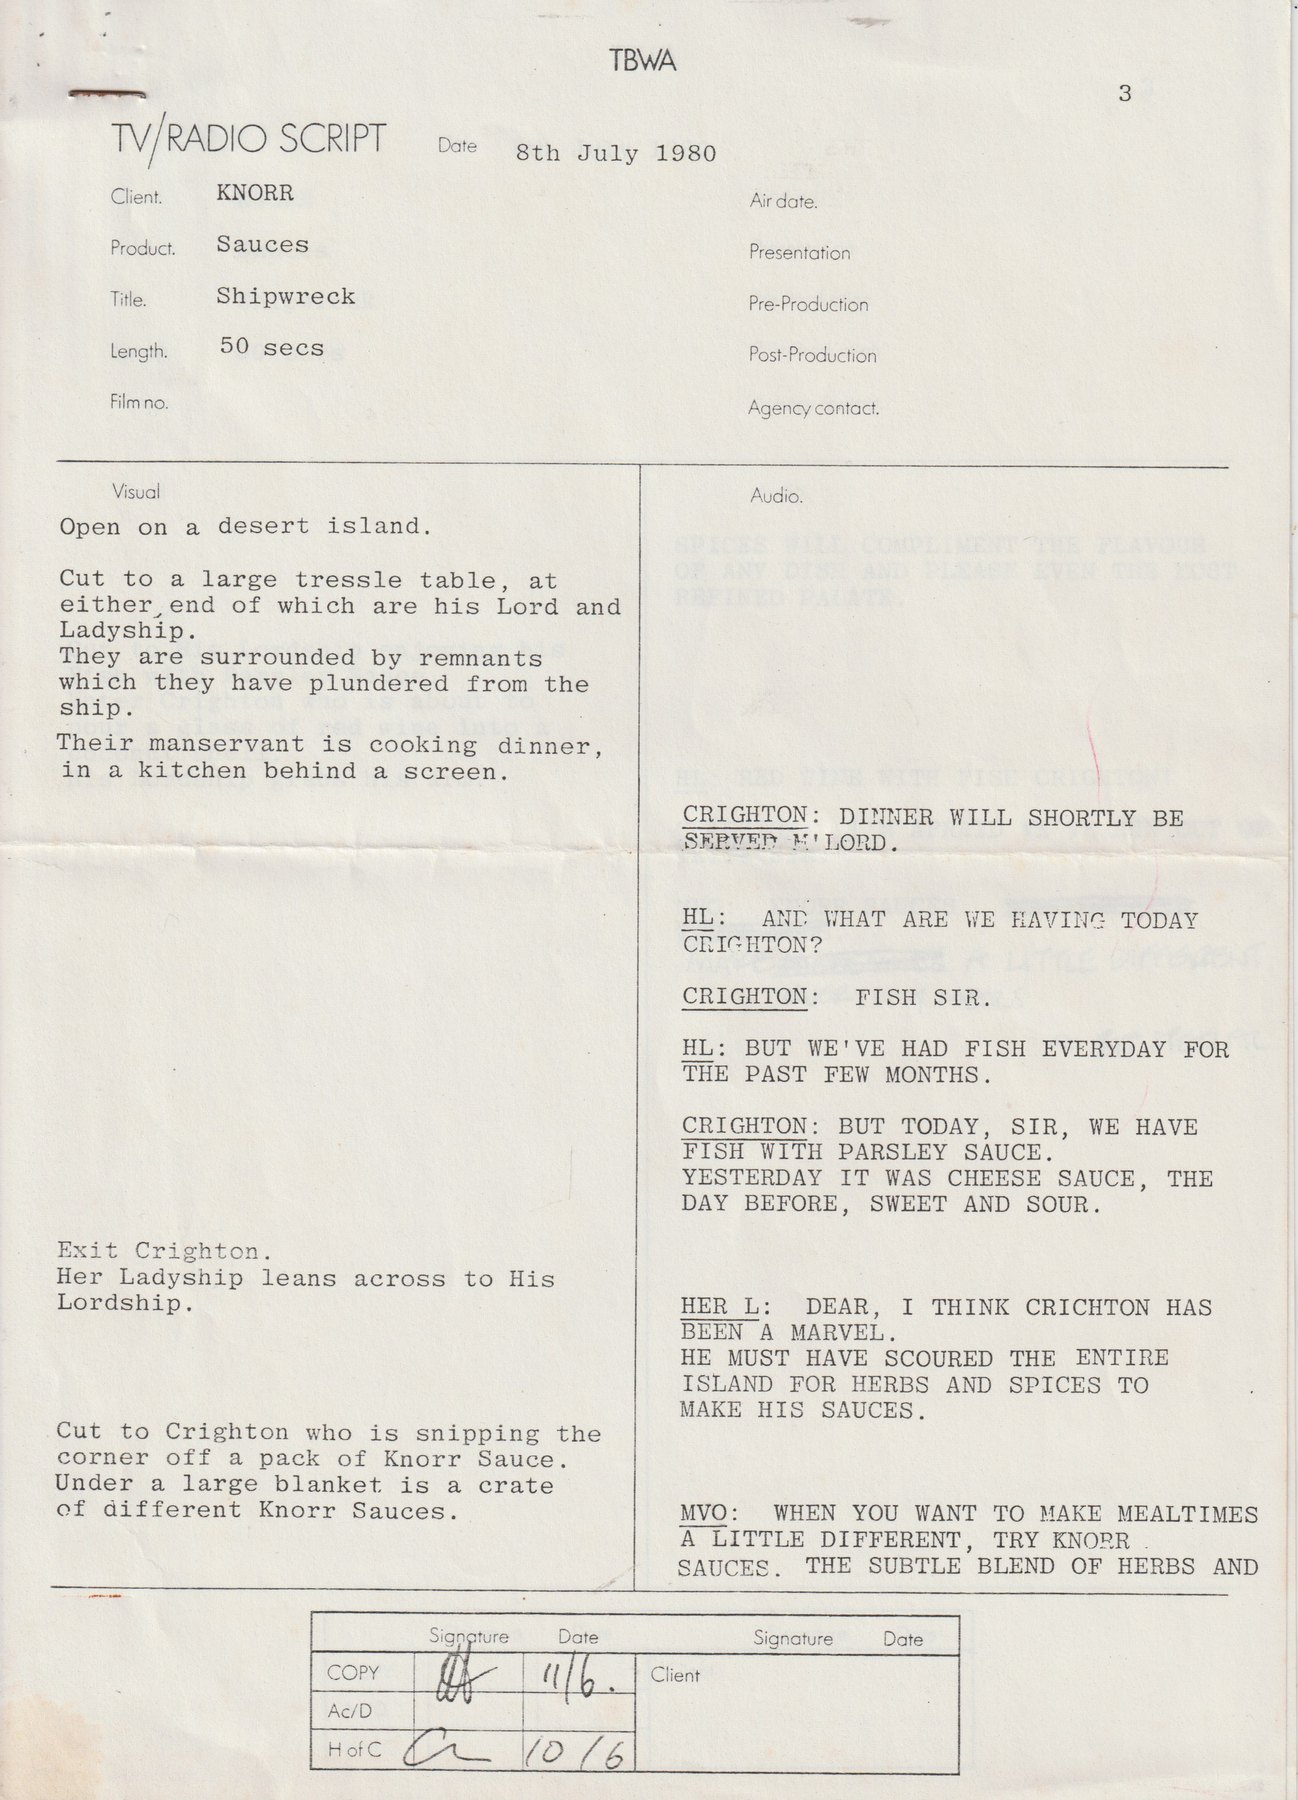 TBWA
3
TV/RADIO SCRIPT
Date 8th July 1980
Client. KNORR
Air date.
Product. Sauces
Presentation
Title. Shipwreck
Pre-Production
Length. 50 secs
Post-Production
Film no.
Agency contact.
Visual
Open on a desert island.
Cut to a large tressle table, at
either end of which are his Lord and
Ladyship.
They are surrounded by remnants
which they have plundered from the
ship.
Their manservant is cooking dinner,
in a kitchen behind a screen.
Exit Crighton.
Her Ladyship leans across to His
Lordship.
Cut to Crighton who is snipping the
corner off a pack of Knorr Sauce.
Under a large blanket is a crate
of different Knorr Sauces.
Audio.
CRIGHTON: DINNER WILL SHORTLY BE
SERVED M'LORD.
HL: AND WHAT ARE WE HAVING TODAY
CRIGHTON?
CRIGHTON: FISH SIR.
HL: BUT WE'VE HAD FISH EVERYDAY FOR
THE PAST FEW MONTHS.
CRIGHTON: BUT TODAY, SIR, WE HAVE
FISH WITH PARSLEY SAUCE.
YESTERDAY IT WAS CHEESE SAUCE, THE
DAY BEFORE, SWEET AND SOUR.
HER L: DEAR, I THINK CRICHTON HAS
BEEN A MARVEL.
HE MUST HAVE SCOURED THE ENTIRE
ISLAND FOR HERBS AND SPICES TO
MAKE HIS SAUCES.
MVO: WHEN YOU WANT TO MAKE MEALTIMES
A LITTLE DIFFERENT, TRY KNORR
SAUCES. THE SUBTLE BLEND OF HERBS AND
Signature Date Signature Date
COPY 11/6. Client
Ac/D
H of C 10/6